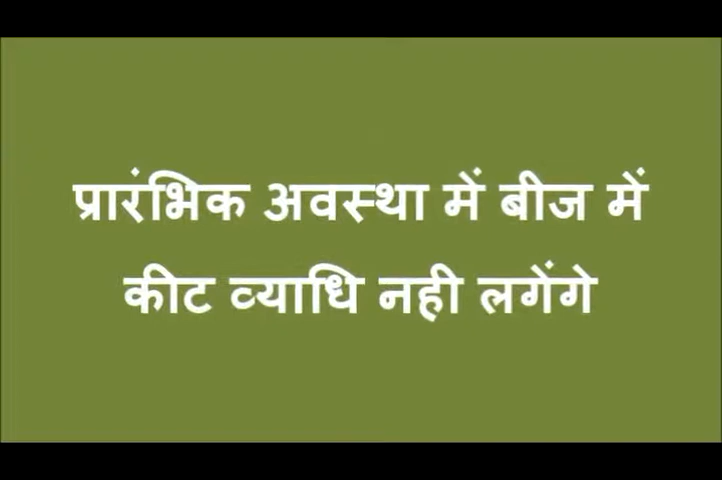 प्रारंभिक अवस्था में बीज में
कीट व्याधि नही लगेंगे